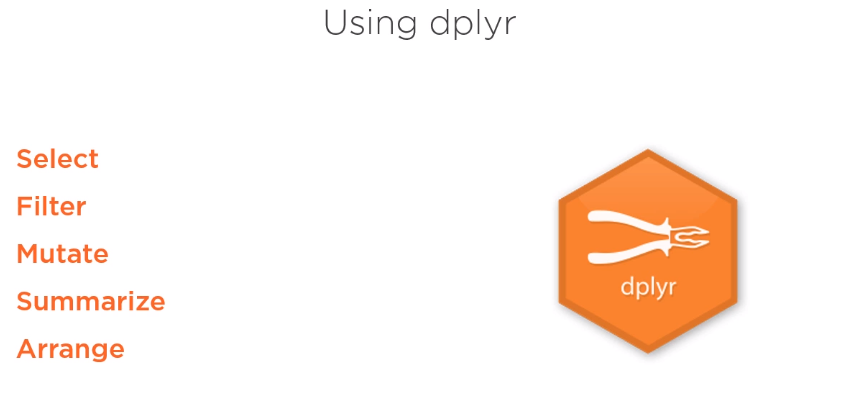 Using dplyr
Select
Filter
Mutate
Summarize
Arrange
dplyr